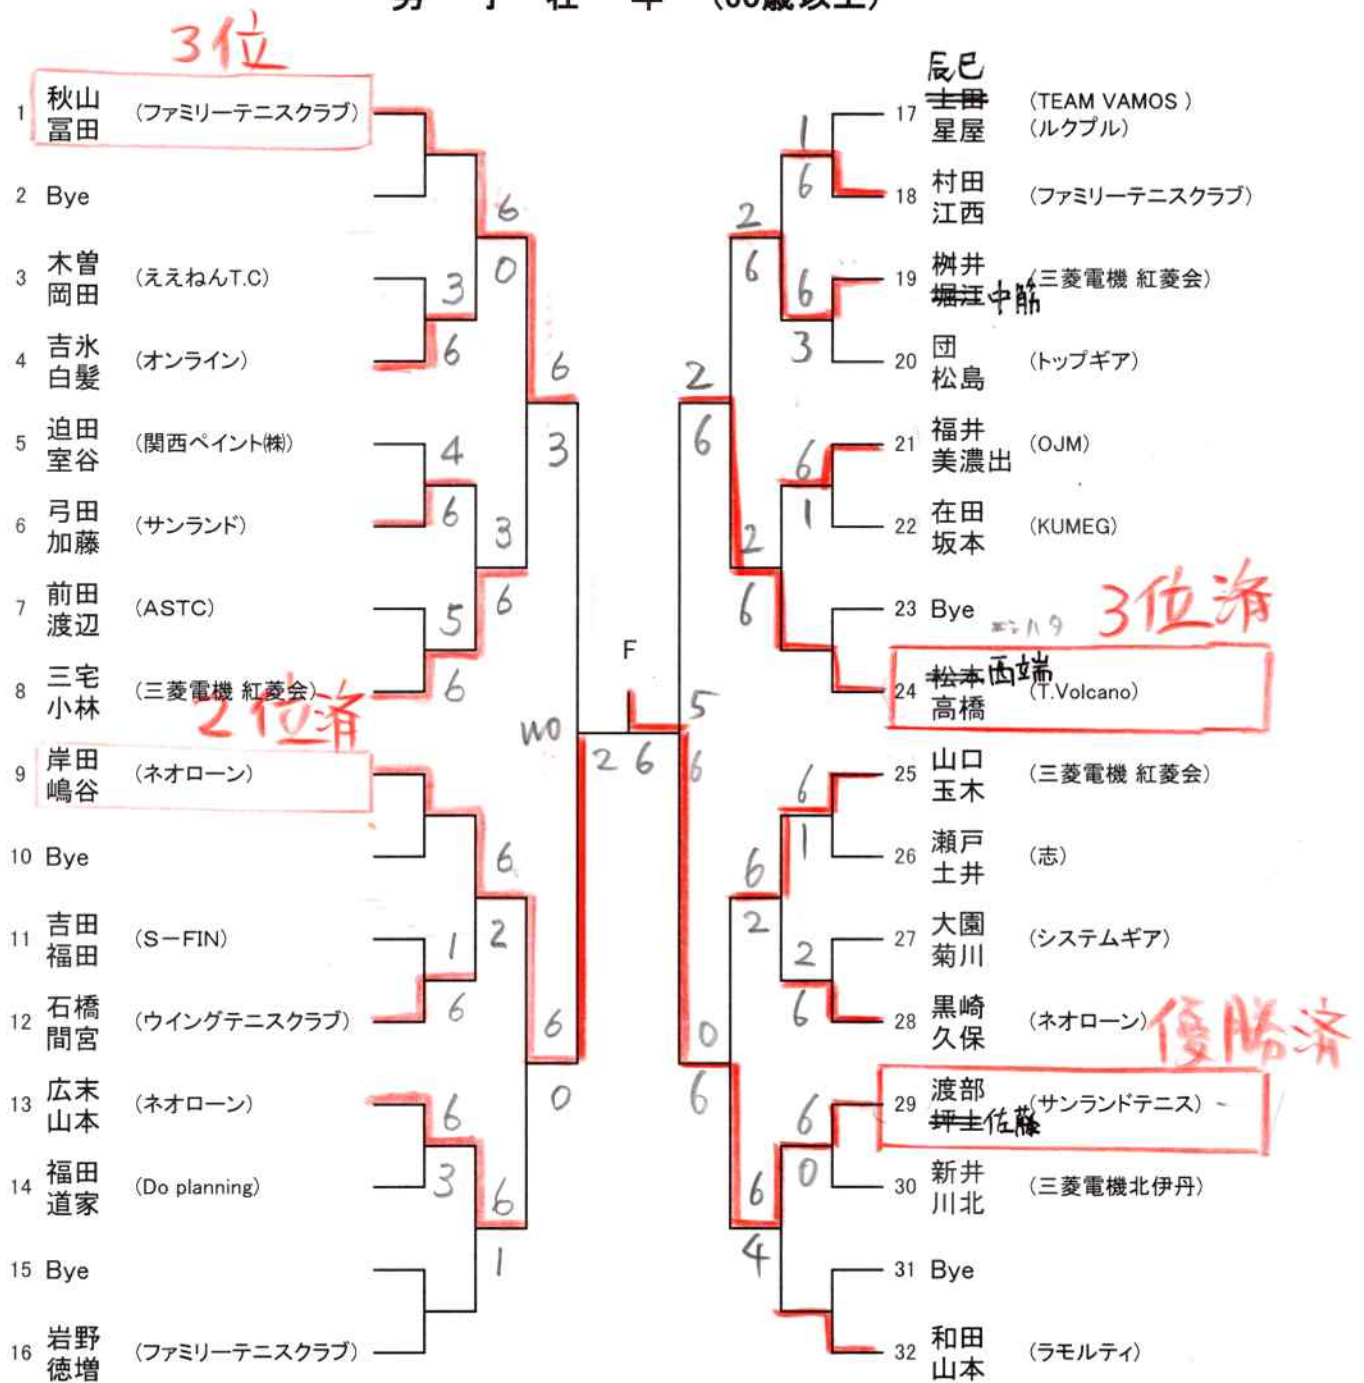 3位
1 秋山 (ファミリーテニスクラブ)
冨田
2 Bye
3 木曽 (ええねんT.C)
岡田
4 吉氷 (オンライン)
白髪
5 迫田 (関西ペイント㈱)
室谷
6 弓田 (サンランド)
加藤
7 前田 (ASTC)
渡辺
8 三宅 (三菱電機 紅菱会)
小林
2位済
9 岸田 (ネオローン)
嶋谷
10 Bye
11 吉田 (S-FIN)
福田
12 石橋 (ウイングテニスクラブ)
間宮
13 広末 (ネオローン)
山本
14 福田 (Do planning)
道家
15 Bye
16 岩野 (ファミリーテニスクラブ)
徳増
3
6
4
6
5
6
1
6
6
3
6
0
3
6
6
2
6
1
6
3
6
0
WO
F
2 6
5
6
2
6
0
6
2
6
2
6
6
2
6
4
1
6
6
3
6
1
6
1
2
6
6
0
辰巳
17 土田 (TEAM VAMOS )
星屋 (ルクプル)
18 村田 (ファミリーテニスクラブ)
江西
19 桝井 (三菱電機 紅菱会)
堀江 中筋
20 団 (トップギア)
松島
21 福井 (OJM)
美濃出
22 在田 (KUMEG)
坂本
23 Bye
3位済
24 松本 西端 (T.Volcano)
高橋
25 山口 (三菱電機 紅菱会)
玉木
26 瀬戸 (志)
土井
27 大園 (システムギア)
菊川
28 黒崎 (ネオローン)
久保
優勝済
29 渡部 (サンランドテニス)
坪土 佐藤
30 新井 (三菱電機北伊丹)
川北
31 Bye
32 和田 (ラモルティ)
山本